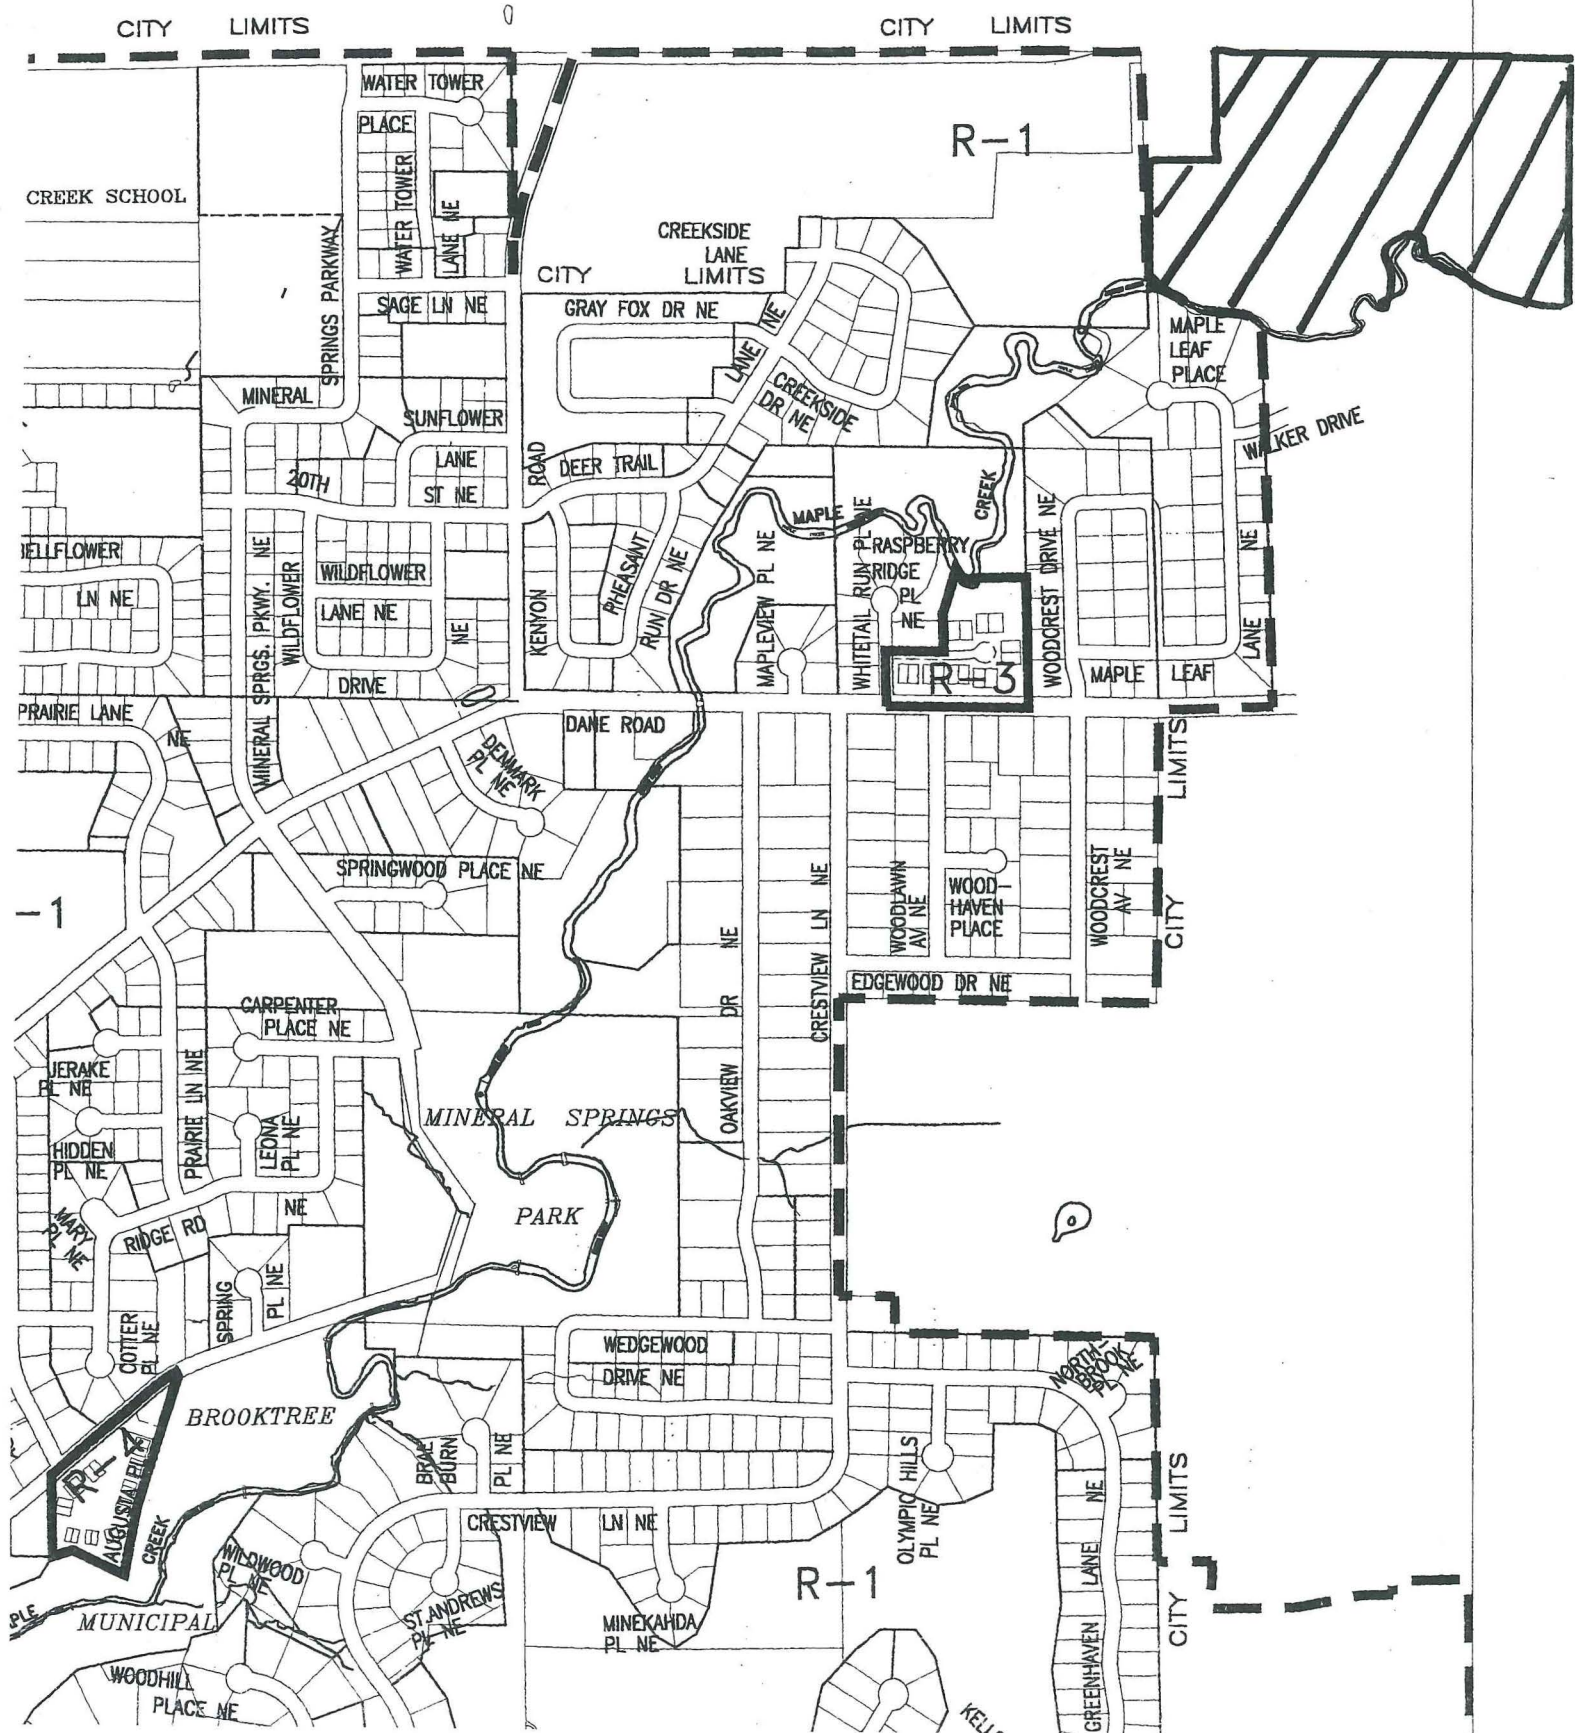 CITY LIMITS
CITY LIMITS
WATER TOWER
PLACE
WATER TOWER
LANE NE
R-1
CREEK SCHOOL
SPRINGS PARKWAY
CREEKSIDE
LANE
CITY LIMITS
SAGE LN NE
GRAY FOX DR NE
LANE NE
MAPLE
LEAF
PLACE
MINERAL
SUNFLOWER
LANE
ST NE
20TH
CREEKSIDE
DR NE
WALKER DRIVE
ROAD
DEER TRAIL
MAPLE
CREEK
BELLFLOWER
LN NE
MINERAL SPRGS. PKWY. NE
WILDFLOWER
WILDFLOWER
LANE NE
NE
DRIVE
KENYON
PHEASANT
RUN DR NE
MAPLEVIEW PL NE
WHITETAIL RUN PL NE
RASPBERRY
RIDGE
PL
NE
R-3
WOODCREST DRIVE NE
MAPLE LEAF
LANE NE
PRAIRIE LANE
NE
DANE ROAD
DENMARK
PL NE
LIMITS
CITY
SPRINGWOOD PLACE NE
-1
CRESTVIEW LN NE
WOODLAWN
AV NE
WOOD-
HAVEN
PLACE
WOODCREST
AV NE
EDGEWOOD DR NE
OAKVIEW DR NE
CARPENTER
PLACE NE
JERAKE
PL NE
PRAIRIE LN NE
LEONA
PL NE
HIDDEN
PL NE
MINERAL SPRINGS
PARK
MARY
PL NE
RIDGE RD
NE
SPRING
PL NE
COTTER
PL NE
WEDGEWOOD
DRIVE NE
NORTH-
BROOK
PL NE
BROOKTREE
BRAE
BURN
PL NE
OLYMPIC HILLS
PL NE
AUGUSTA
CREEK
CRESTVIEW LN NE
WILDWOOD
PL NE
ST.ANDREWS
PL NE
MINEKAHDA
PL NE
R-1
GREENHAVEN LANE NE
CITY LIMITS
MUNICIPAL
WOODHILL
PLACE NE